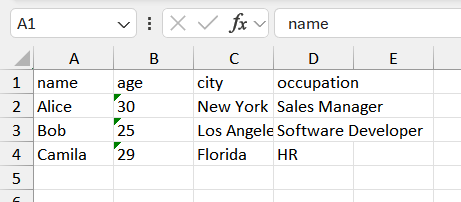 A1 fx name
A B C D E
1 name age city occupation
2 Alice 30 New York Sales Manager
3 Bob 25 Los Angele Software Developer
4 Camila 29 Florida HR
5